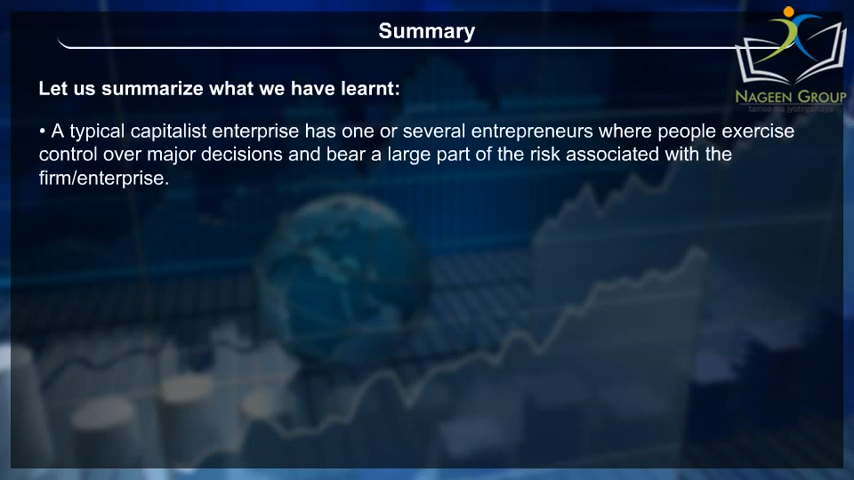 Summary
NAGEEN GROUP
Let us summarize what we have learnt:
• A typical capitalist enterprise has one or several entrepreneurs where people exercise
control over major decisions and bear a large part of the risk associated with the
firm/enterprise.